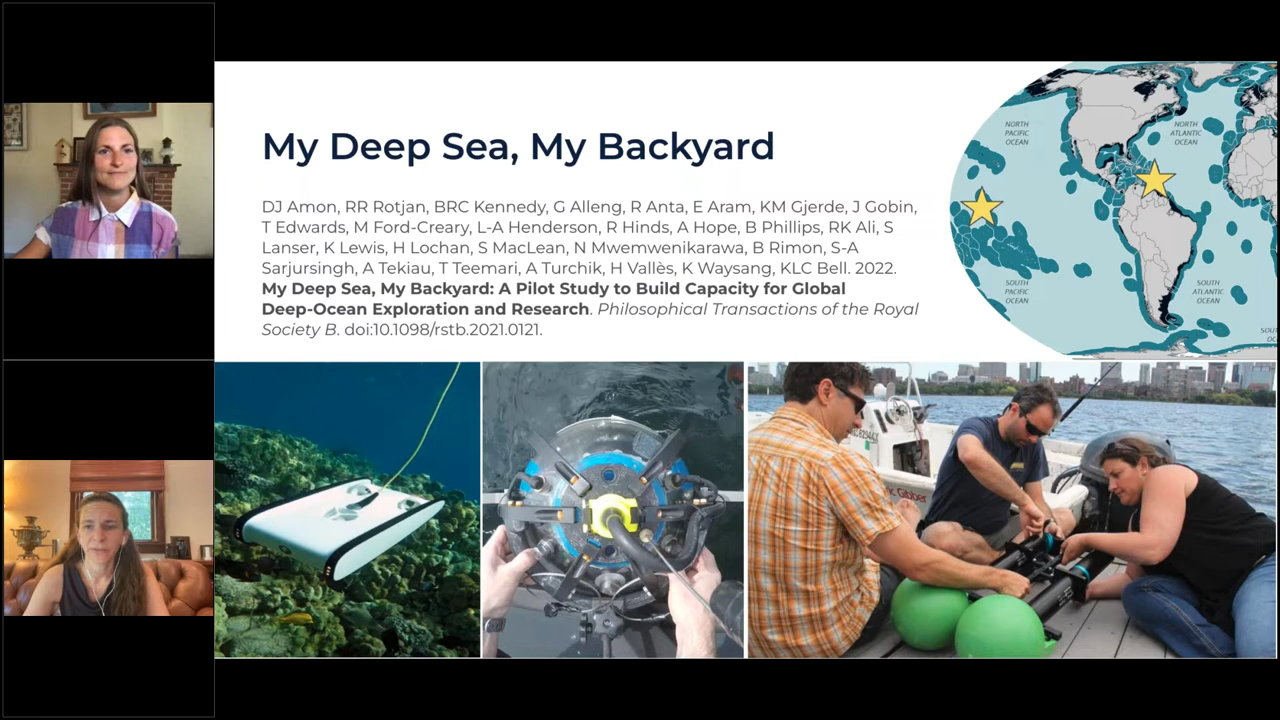 My Deep Sea, My Backyard
DJ Amon, RR Rotjan, BRC Kennedy, G Alleng, R Anta, E Aram, KM Gjerde, J Gobin,
T Edwards, M Ford-Creary, L-A Henderson, R Hinds, A Hope, B Phillips, RK Ali, S
Lanser, K Lewis, H Lochan, S MacLean, N Mwemwenikarawa, B Rimon, S-A
Sarjursingh, A Tekiau, T Teemari, A Turchik, H Vallès, K Waysang, KLC Bell. 2022.
My Deep Sea, My Backyard: A Pilot Study to Build Capacity for Global
Deep-Ocean Exploration and Research. Philosophical Transactions of the Royal
Society B. doi:10.1098/rstb.2021.0121.
NORTH
PACIFIC
OCEAN
NORTH
ATLANTIC
OCEAN
SOUTH
PACIFIC
OCEAN
SOUTH
ATLANTIC
OCEAN
Gibber